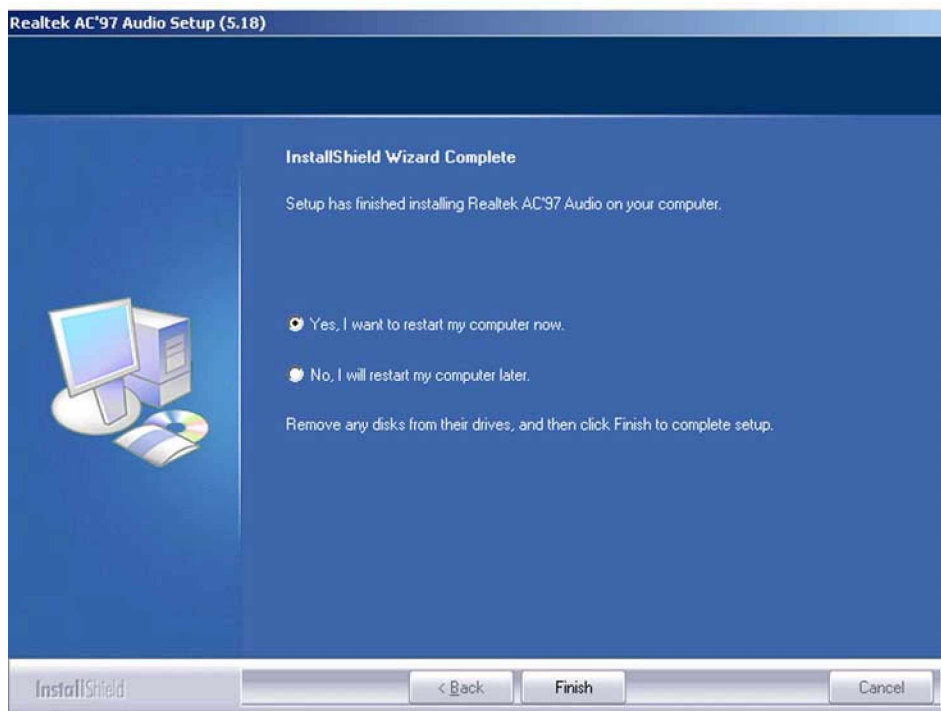 Realtek AC'97 Audio Setup (5.18)
InstallShield Wizard Complete
Setup has finished installing Realtek AC'97 Audio on your computer.
Yes, I want to restart my computer now.
No, I will restart my computer later.
Remove any disks from their drives, and then click Finish to complete setup.
InstallShield
< Back
Finish
Cancel